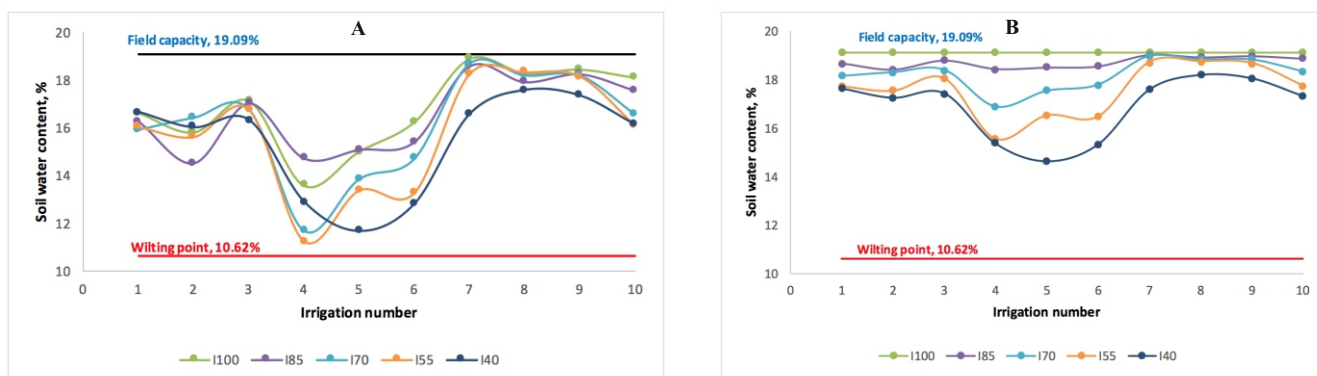 A
Field capacity, 19.09%
Wilting point, 10.62%
Soil water content, %
20
18
16
14
12
10
0 1 2 3 4 5 6 7 8 9 10
Irrigation number
I100 I85 I70 I55 I40
B
Field capacity, 19.09%
Wilting point, 10.62%
Soil water content, %
20
18
16
14
12
10
0 1 2 3 4 5 6 7 8 9 10
Irrigation number
I100 I85 I70 I55 I40